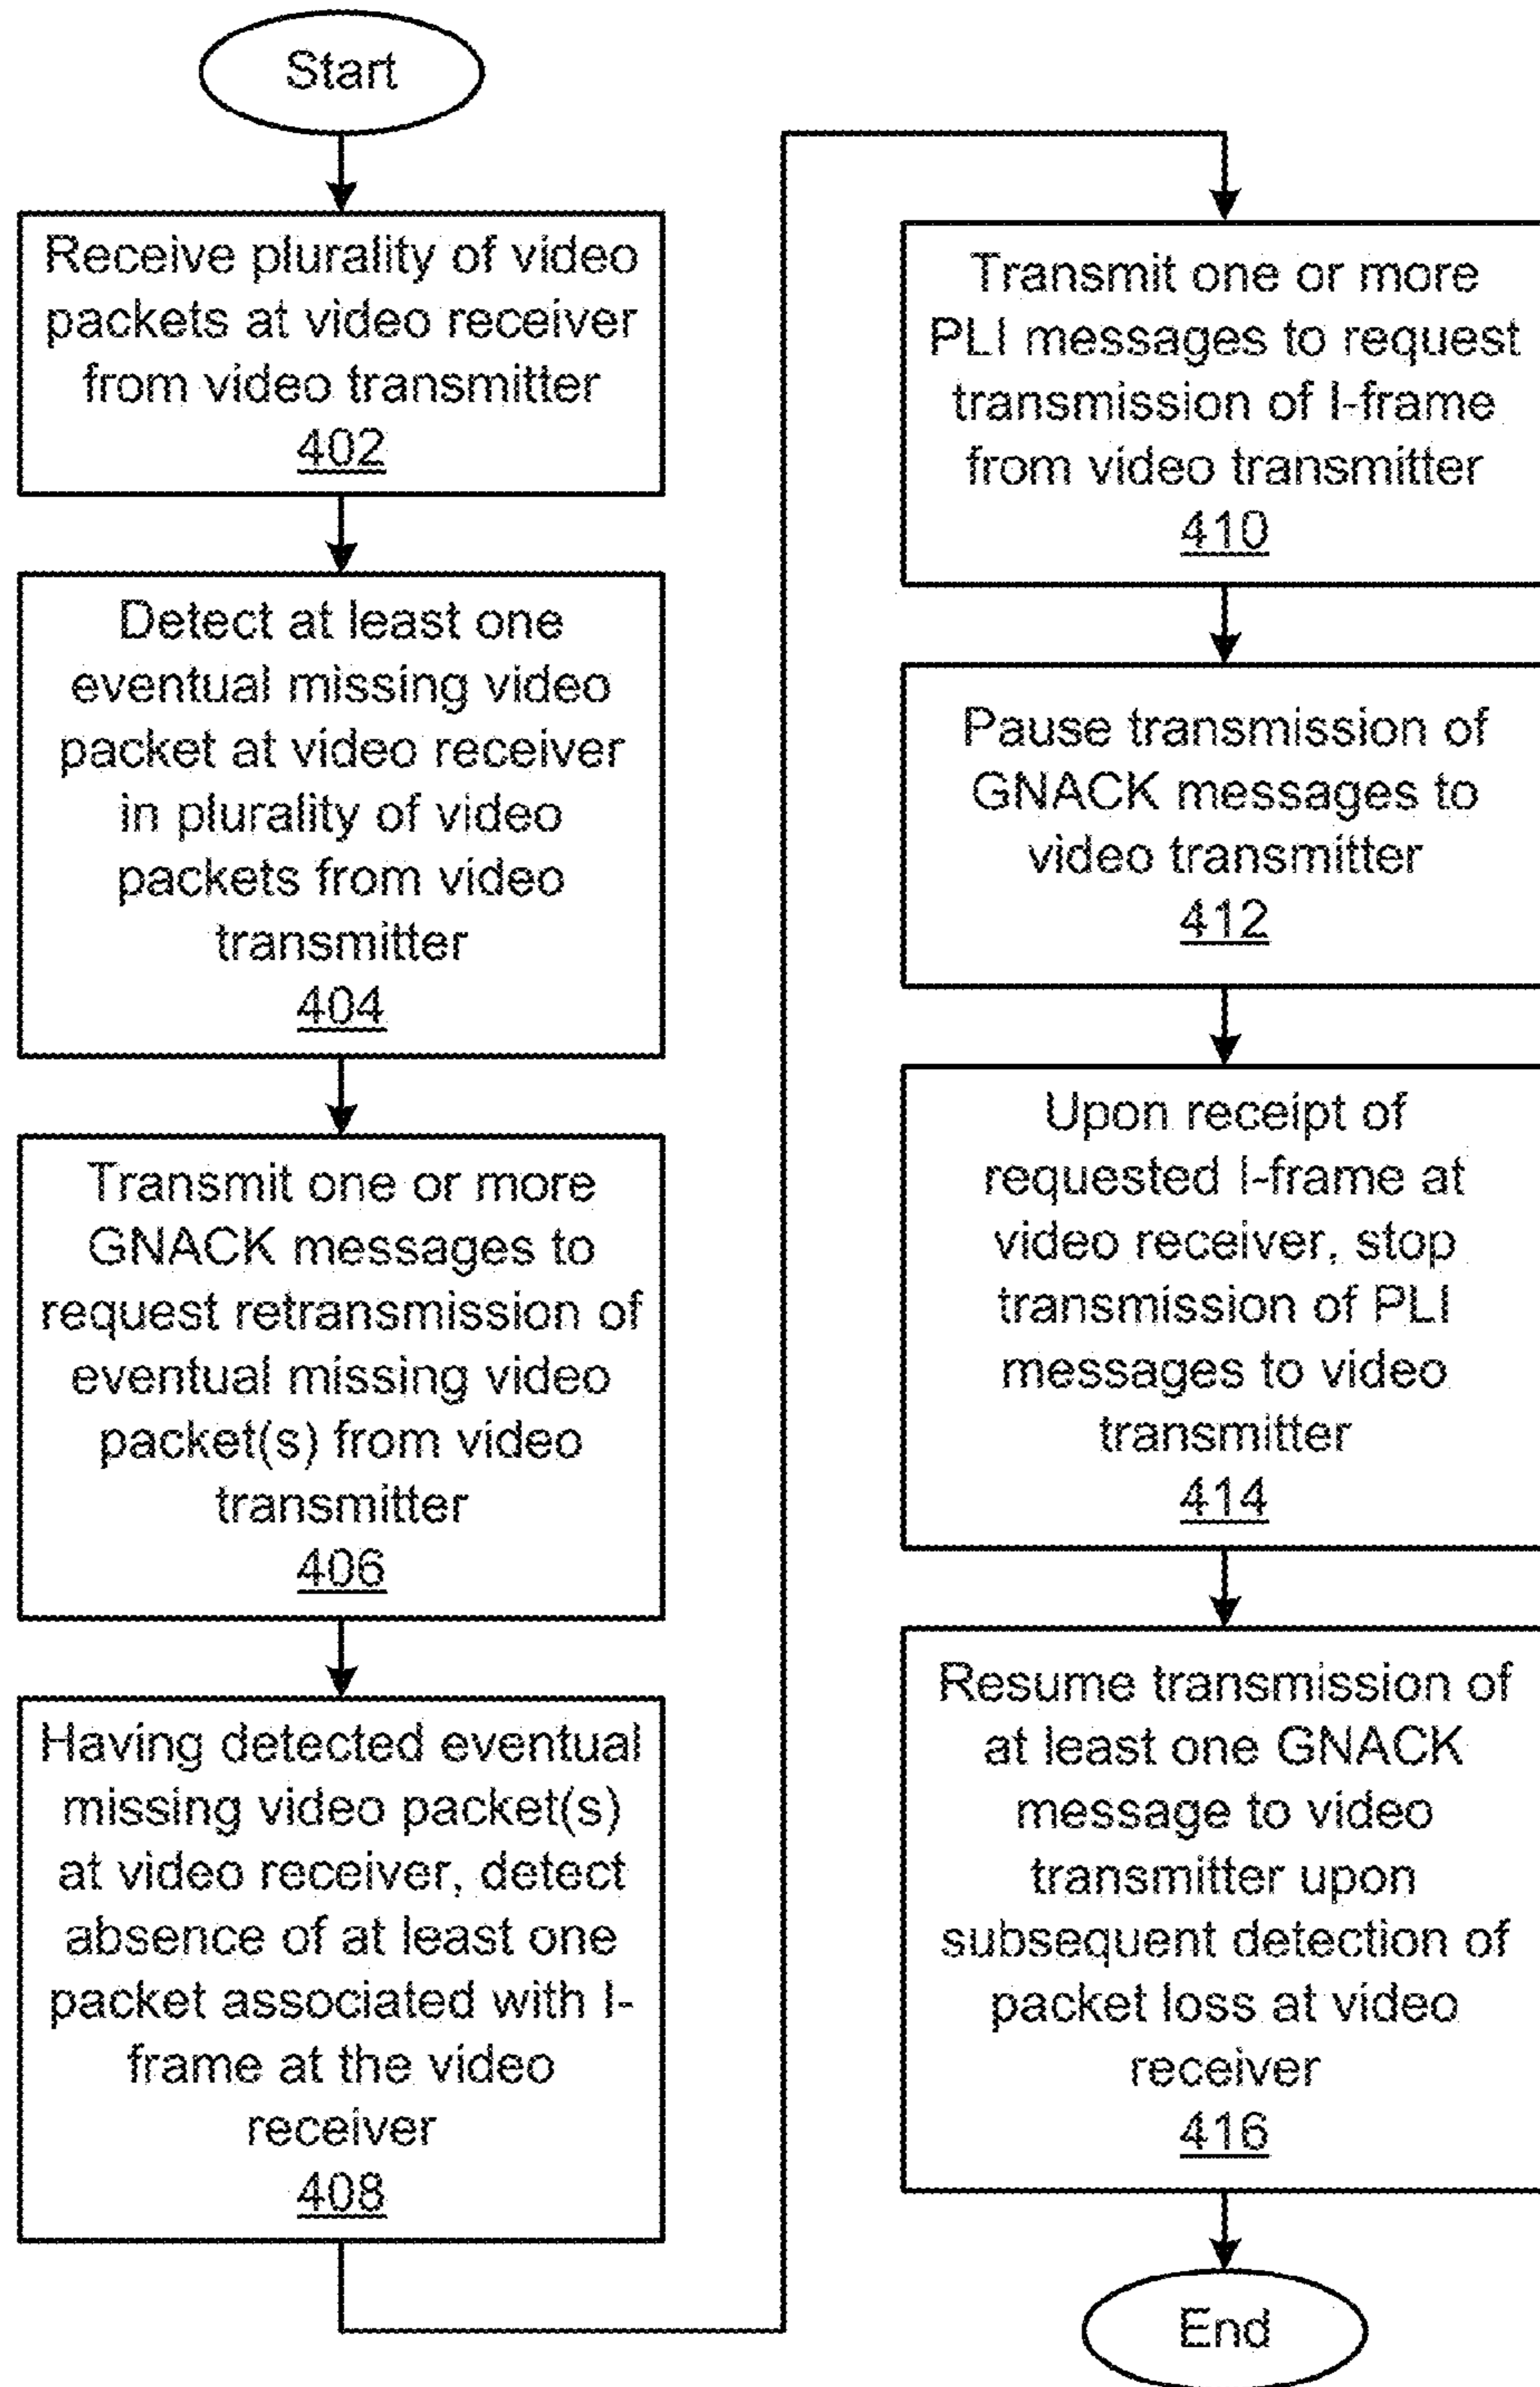 Start
Receive plurality of video
packets at video receiver
from video transmitter
402
Detect at least one
eventual missing video
packet at video receiver
in plurality of video
packets from video
transmitter
404
Transmit one or more
GNACK messages to
request retransmission of
eventual missing video
packet(s) from video
transmitter
406
Having detected eventual
missing video packet(s)
at video receiver, detect
absence of at least one
packet associated with I-
frame at the video
receiver
408
Transmit one or more
PLI messages to request
transmission of I-frame
from video transmitter
410
Pause transmission of
GNACK messages to
video transmitter
412
Upon receipt of
requested I-frame at
video receiver, stop
transmission of PLI
messages to video
transmitter
414
Resume transmission of
at least one GNACK
message to video
transmitter upon
subsequent detection of
packet loss at video
receiver
416
End